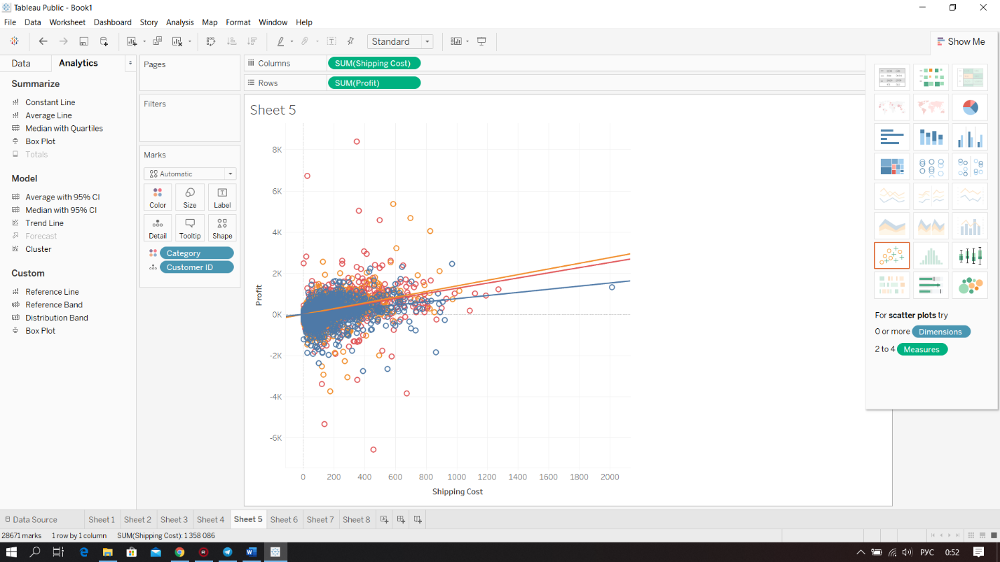 Tableau Public - Book1
File Data Worksheet Dashboard Story Analysis Map Format Window Help
Standard
Show Me
Data Analytics
Summarize
Constant Line
Average Line
Median with Quartiles
Box Plot
Totals
Model
Average with 95% CI
Median with 95% CI
Trend Line
Forecast
Cluster
Custom
Reference Line
Reference Band
Distribution Band
Box Plot
Pages
Filters
Marks
Automatic
Color Size Label
Detail Tooltip Shape
Category
Customer ID
Columns SUM(Shipping Cost)
Rows SUM(Profit)
Sheet 5
8K
6K
4K
2K
0K
-2K
-4K
-6K
Profit
0 200 400 600 800 1000 1200 1400 1600 1800 2000
Shipping Cost
For scatter plots try
0 or more Dimensions
2 to 4 Measures
Data Source Sheet 1 Sheet 2 Sheet 3 Sheet 4 Sheet 5 Sheet 6 Sheet 7 Sheet 8
28671 marks 1 row by 1 column SUM(Shipping Cost): 1 358 086
РУС 0:52